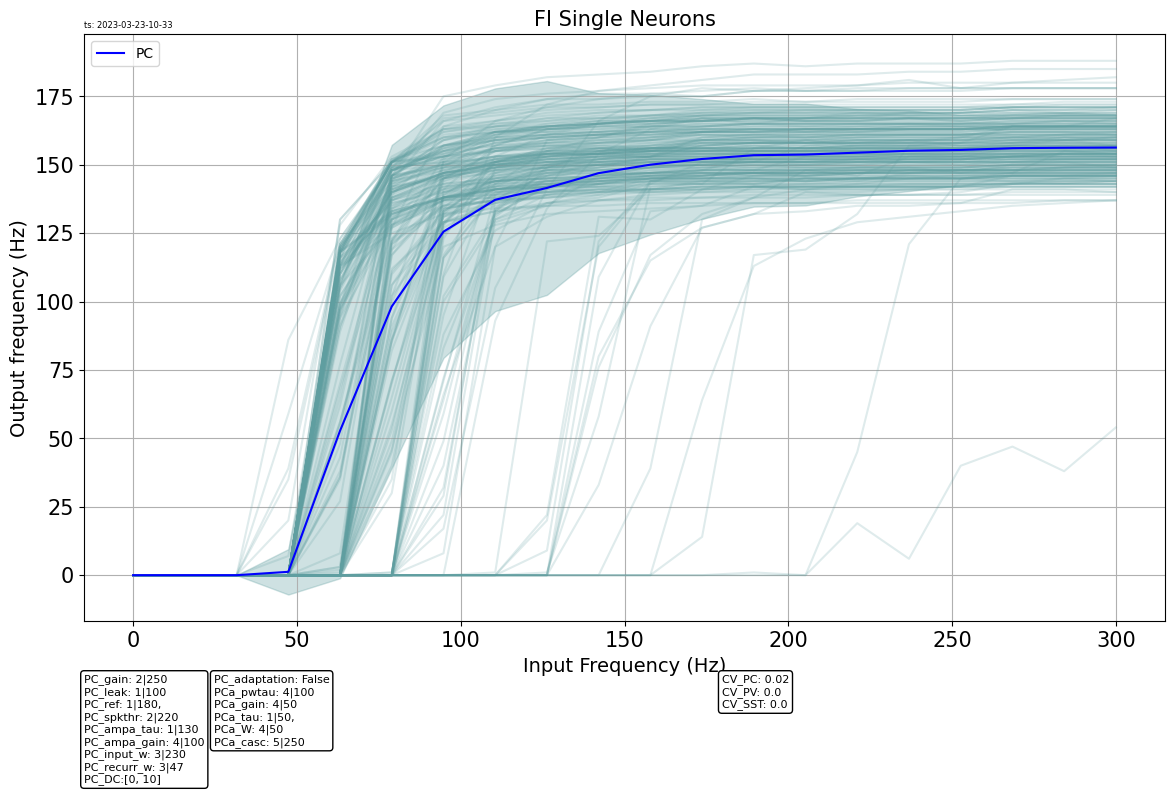 FI Single Neurons
ts: 2023-03-23-10-33
PC
175
150
125
100
75
50
25
0
Output frequency (Hz)
0 50 100 150 200 250 300
Input Frequency (Hz)
PC_gain: 2|250
PC_leak: 1|100
PC_ref: 1|180,
PC_spkthr: 2|220
PC_ampa_tau: 1|130
PC_ampa_gain: 4|100
PC_input_w: 3|230
PC_recurr_w: 3|47
PC_DC:[0, 10]
PC_adaptation: False
PCa_pwtau: 4|100
PCa_gain: 4|50
PCa_tau: 1|50,
PCa_W: 4|50
PCa_casc: 5|250
CV_PC: 0.02
CV_PV: 0.0
CV_SST: 0.0